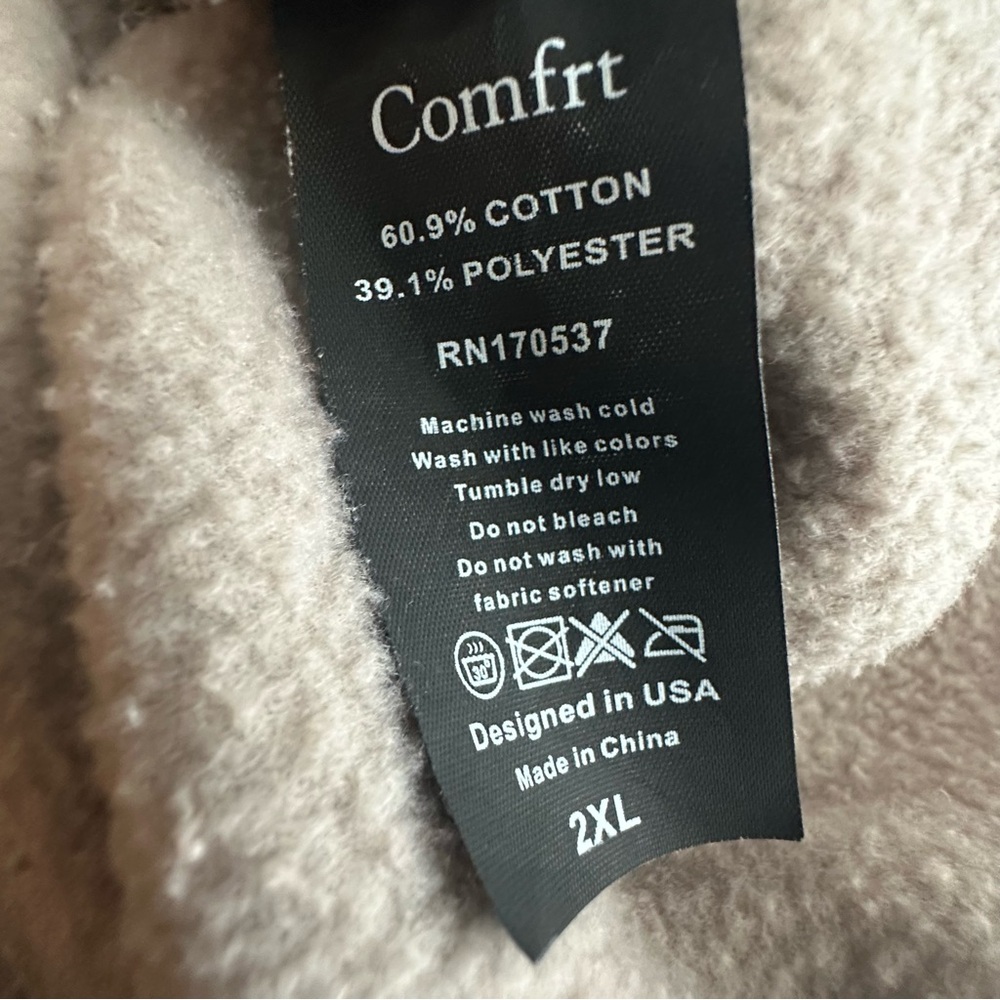 Comfrt
60.9% COTTON
39.1% POLYESTER
RN170537
Machine wash cold
Wash with like colors
Tumble dry low
Do not bleach
Do not wash with
fabric softener
30°
Designed in USA
Made in China
2XL